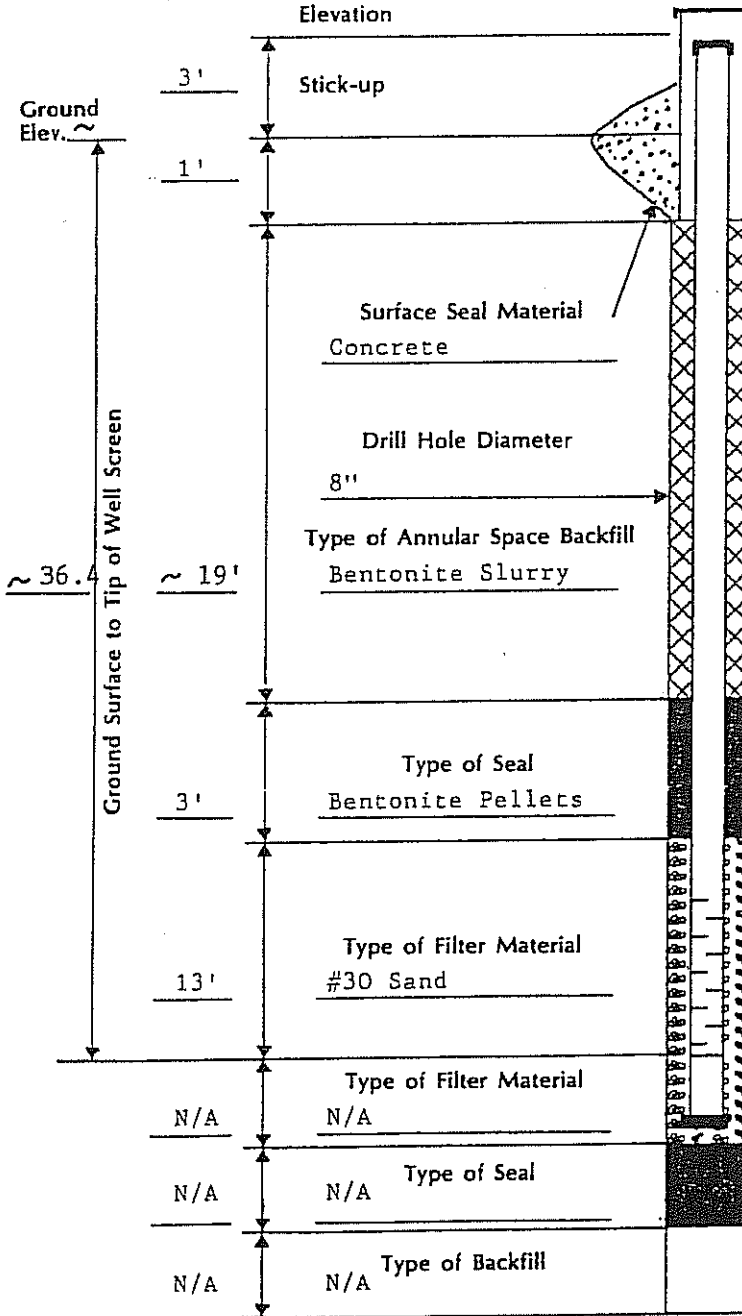 Elevation
3'
Stick-up
Ground
Elev. ~
1'
Surface Seal Material
Concrete
Drill Hole Diameter
8"
Ground Surface to Tip of Well Screen
Type of Annular Space Backfill
~ 36.4
~ 19'
Bentonite Slurry
Type of Seal
3'
Bentonite Pellets
Type of Filter Material
13'
#30 Sand
Type of Filter Material
N/A
N/A
Type of Seal
N/A
N/A
Type of Backfill
N/A
N/A